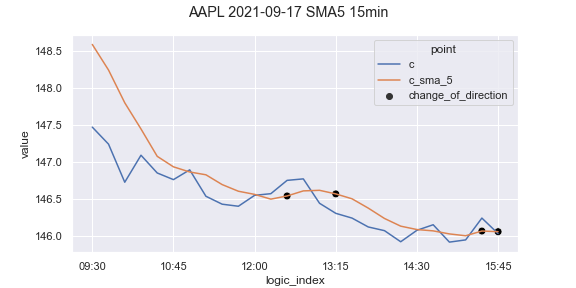 AAPL 2021-09-17 SMA5 15min
point
c
c_sma_5
change_of_direction
148.5
148.0
147.5
147.0
146.5
146.0
value
09:30 10:45 12:00 13:15 14:30 15:45
logic_index